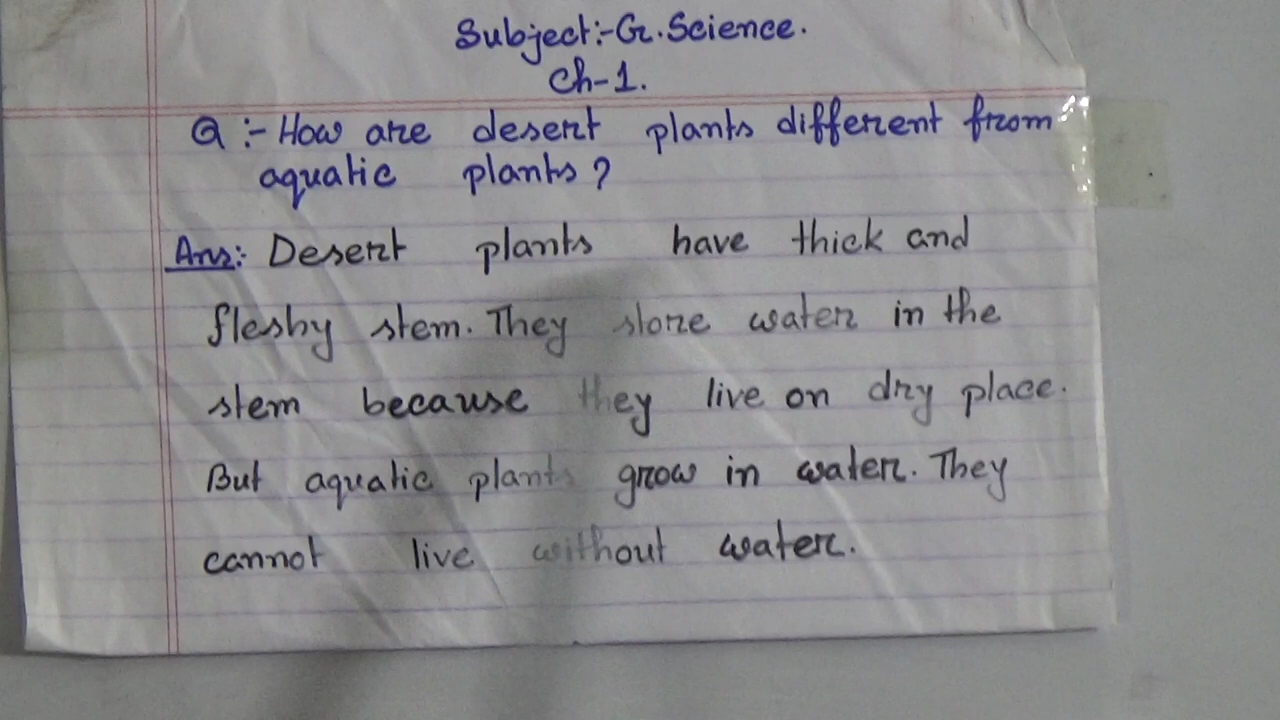 Subject:-G.Science.
Ch-1.
Q:- How are desert plants different from
aquatic plants?
Ans: Desert plants have thick and
fleshy stem. They store water in the
stem because they live on dry place.
But aquatic plants grow in water. They
cannot live without water.